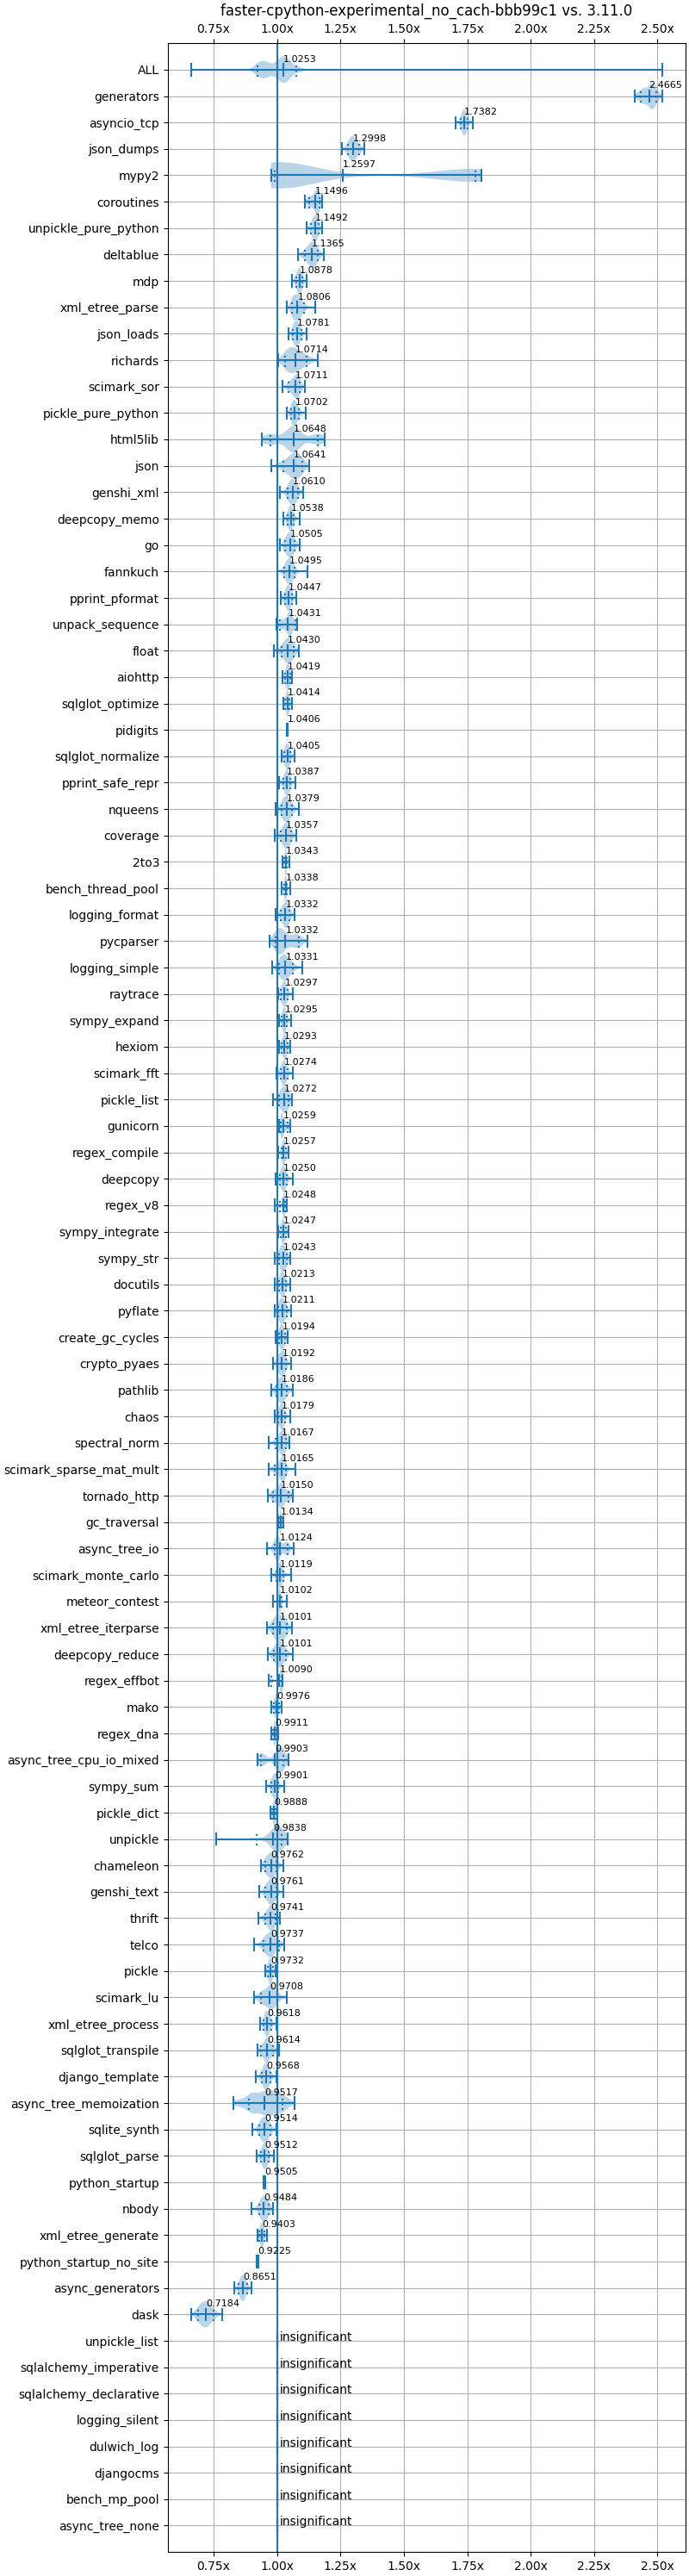 faster-cpython-experimental_no_cach-bbb99c1 vs. 3.11.0
0.75x 1.00x 1.25x 1.50x 1.75x 2.00x 2.25x 2.50x
ALL 1.0253
generators 2.4665
asyncio_tcp 1.7382
json_dumps 1.2998
mypy2 1.2597
coroutines 1.1496
unpickle_pure_python 1.1492
deltablue 1.1365
mdp 1.0878
xml_etree_parse 1.0806
json_loads 1.0781
richards 1.0714
scimark_sor 1.0711
pickle_pure_python 1.0702
html5lib 1.0648
json 1.0641
genshi_xml 1.0610
deepcopy_memo 1.0538
go 1.0505
fannkuch 1.0495
pprint_pformat 1.0447
unpack_sequence 1.0431
float 1.0430
aiohttp 1.0419
sqlglot_optimize 1.0414
pidigits 1.0406
sqlglot_normalize 1.0405
pprint_safe_repr 1.0387
nqueens 1.0379
coverage 1.0357
2to3 1.0343
bench_thread_pool 1.0338
logging_format 1.0332
pycparser 1.0332
logging_simple 1.0331
raytrace 1.0297
sympy_expand 1.0295
hexiom 1.0293
scimark_fft 1.0274
pickle_list 1.0272
gunicorn 1.0259
regex_compile 1.0257
deepcopy 1.0250
regex_v8 1.0248
sympy_integrate 1.0247
sympy_str 1.0243
docutils 1.0213
pyflate 1.0211
create_gc_cycles 1.0194
crypto_pyaes 1.0192
pathlib 1.0186
chaos 1.0179
spectral_norm 1.0167
scimark_sparse_mat_mult 1.0165
tornado_http 1.0150
gc_traversal 1.0134
async_tree_io 1.0124
scimark_monte_carlo 1.0119
meteor_contest 1.0102
xml_etree_iterparse 1.0101
deepcopy_reduce 1.0101
regex_effbot 1.0090
mako 0.9976
regex_dna 0.9911
async_tree_cpu_io_mixed 0.9903
sympy_sum 0.9901
pickle_dict 0.9888
unpickle 0.9838
chameleon 0.9762
genshi_text 0.9761
thrift 0.9741
telco 0.9737
pickle 0.9732
scimark_lu 0.9708
xml_etree_process 0.9618
sqlglot_transpile 0.9614
django_template 0.9568
async_tree_memoization 0.9517
sqlite_synth 0.9514
sqlglot_parse 0.9512
python_startup 0.9505
nbody 0.9484
xml_etree_generate 0.9403
python_startup_no_site 0.9225
async_generators 0.8651
dask 0.7184
unpickle_list insignificant
sqlalchemy_imperative insignificant
sqlalchemy_declarative insignificant
logging_silent insignificant
dulwich_log insignificant
djangocms insignificant
bench_mp_pool insignificant
async_tree_none insignificant
0.75x 1.00x 1.25x 1.50x 1.75x 2.00x 2.25x 2.50x